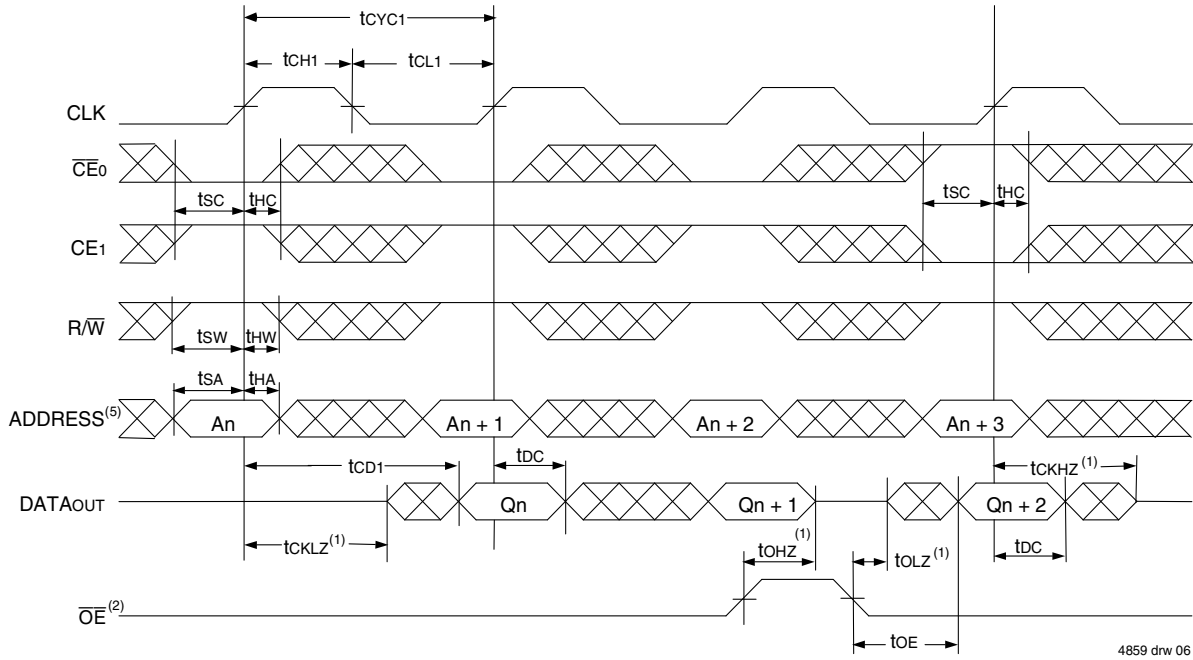 tCYC1
tCH1 tCL1
CLK
CE0
tSC tHC tSC tHC
CE1
R/W
tSW tHW
tSA tHA
ADDRESS(5) An An + 1 An + 2 An + 3
tCD1 tDC tCKHZ(1)
DATAOUT Qn Qn + 1 Qn + 2
tCKLZ(1) tOHZ(1) tOLZ(1) tDC
OE(2)
tOE
4859 drw 06